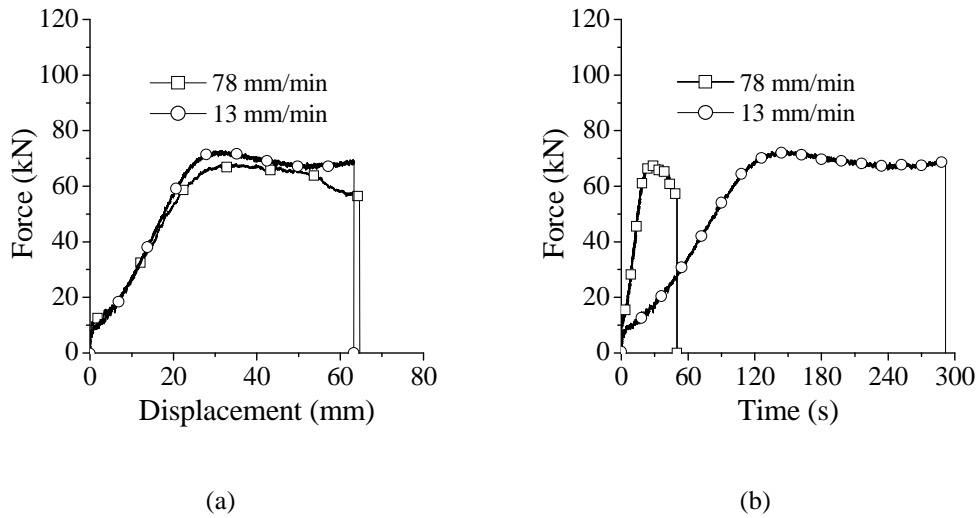 120
100
80
60
40
20
0
Force (kN)
78 mm/min
13 mm/min
0 20 40 60 80
Displacement (mm)
(a)
120
100
80
60
40
20
0
Force (kN)
78 mm/min
13 mm/min
0 60 120 180 240 300
Time (s)
(b)